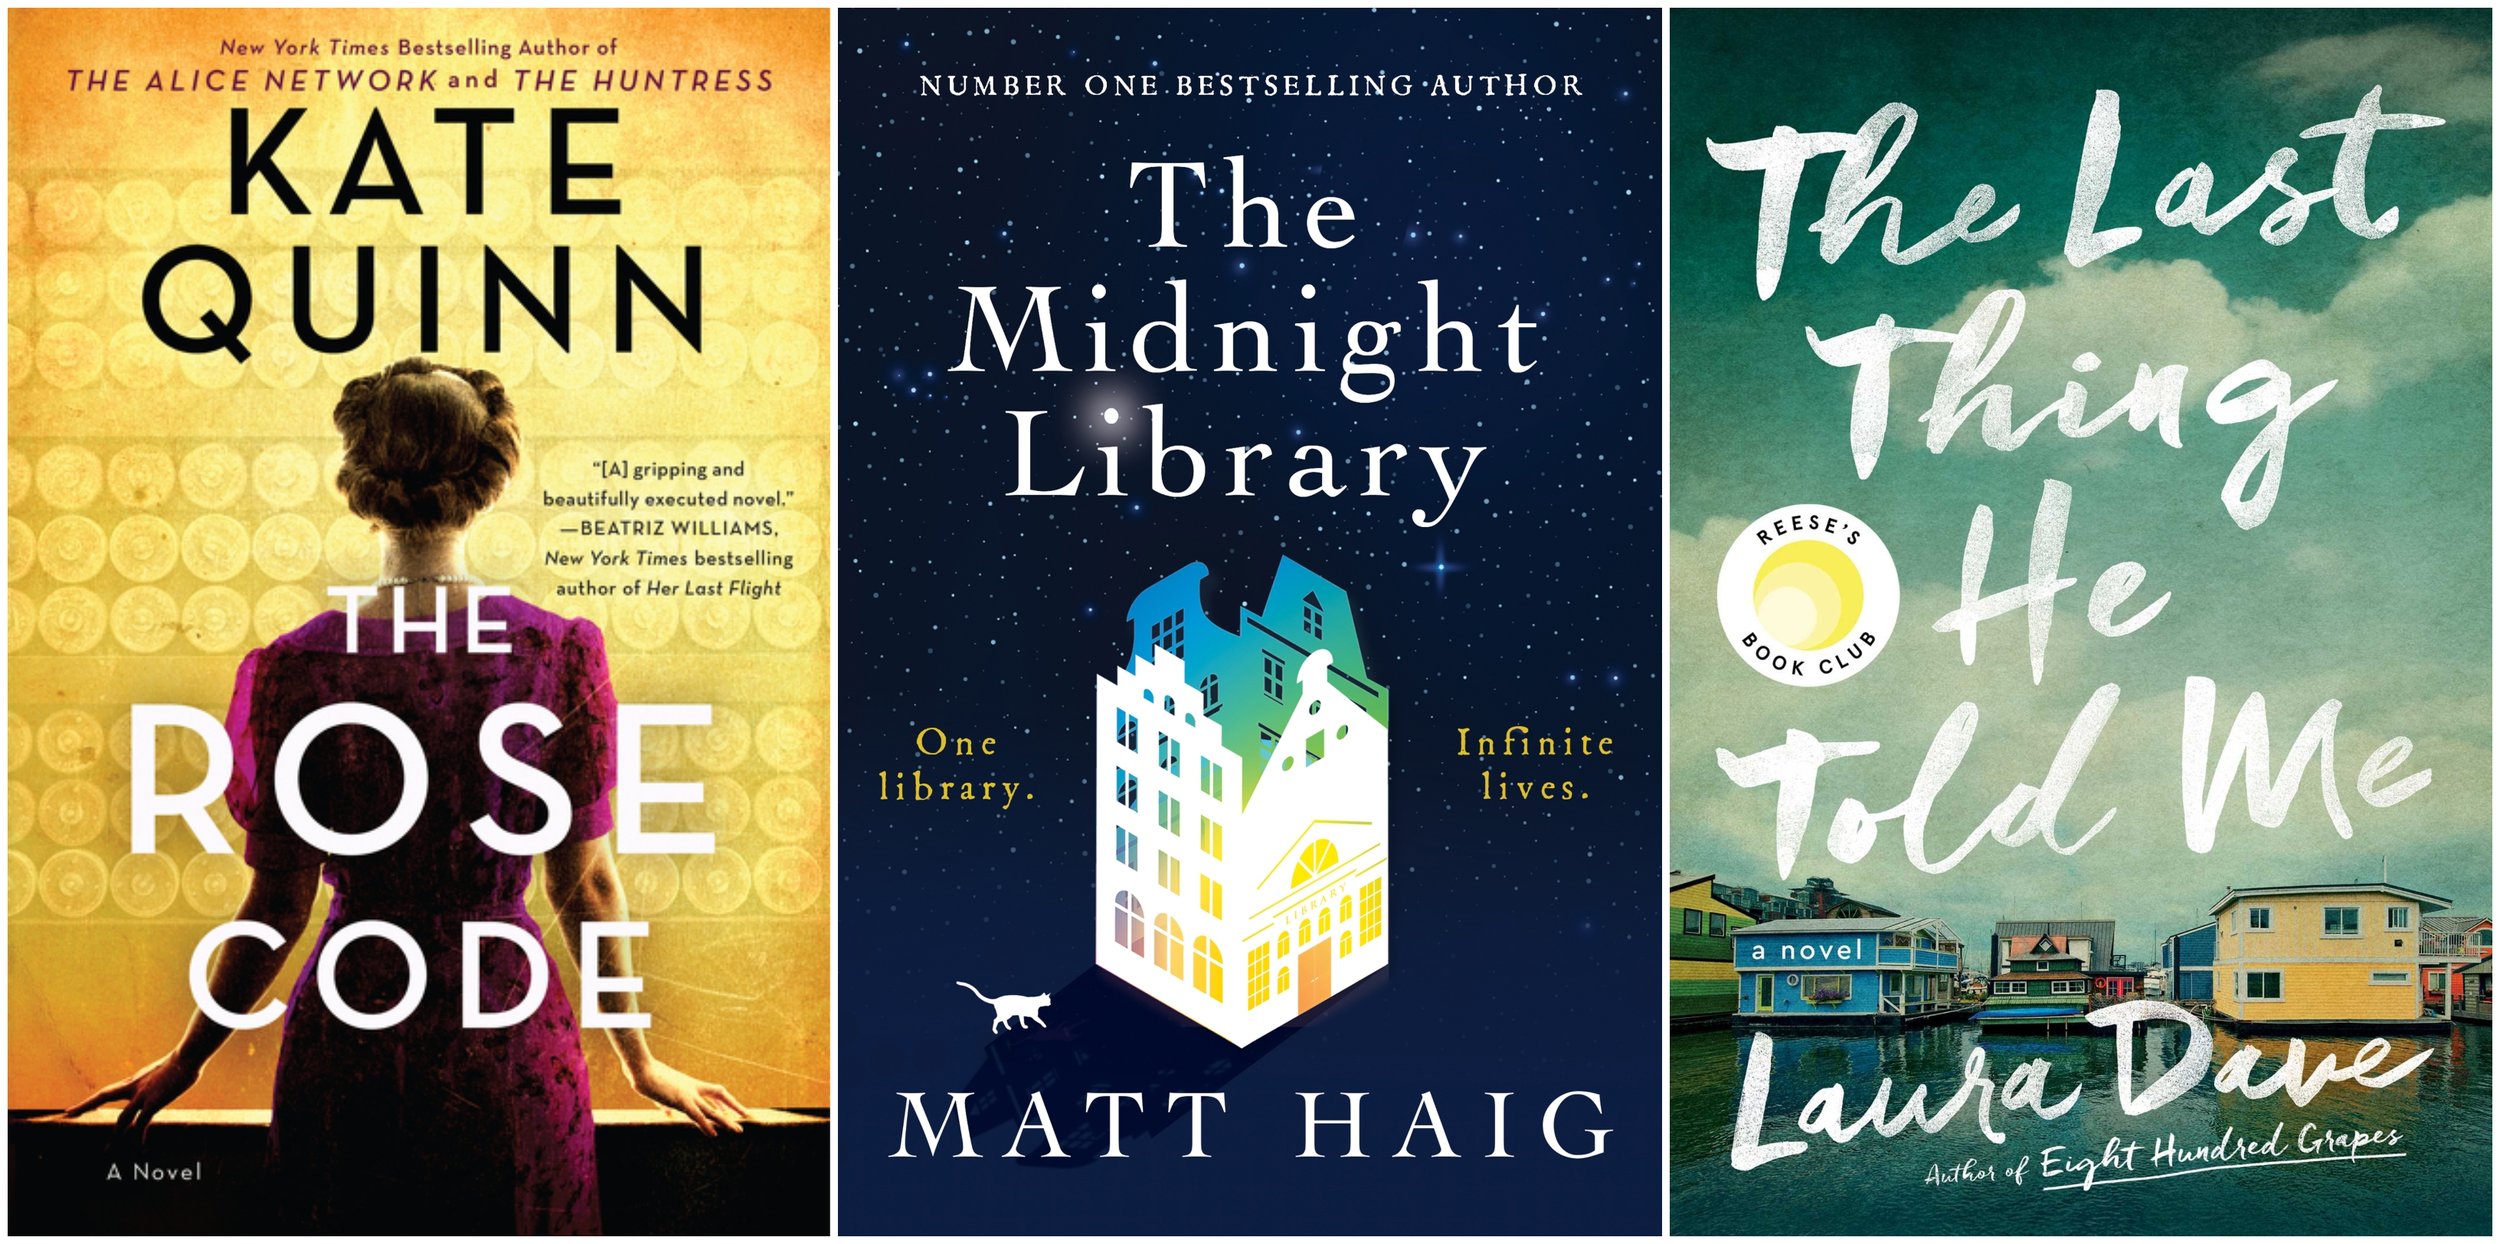 New York Times Bestselling Author of
THE ALICE NETWORK and THE HUNTRESS
KATE
QUINN
“[A] gripping and
beautifully executed novel.”
—BEATRIZ WILLIAMS,
New York Times bestselling
author of Her Last Flight
THE
ROSE
CODE
A Novel
NUMBER ONE BESTSELLING AUTHOR
The
Midnight
Library
One
library.
Infinite
lives.
LIBRARY
MATT HAIG
The Last
Thing
He
Told Me
REESE’S
BOOK CLUB
a novel
Laura Dave
Author of Eight Hundred Grapes